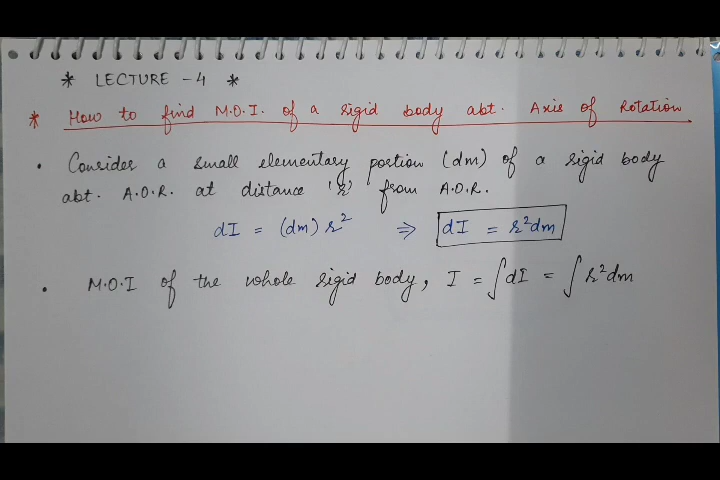 * LECTURE - 4 *
* How to find M.O.I. of a rigid body abt. Axis of Rotation
• Consider a small elementary portion (dm) of a rigid body
abt. A.O.R. at distance 'r' from A.O.R.
dI = (dm) r² ⇒ dI = r²dm
• M.O.I of the whole rigid body, I = ∫dI = ∫ r²dm